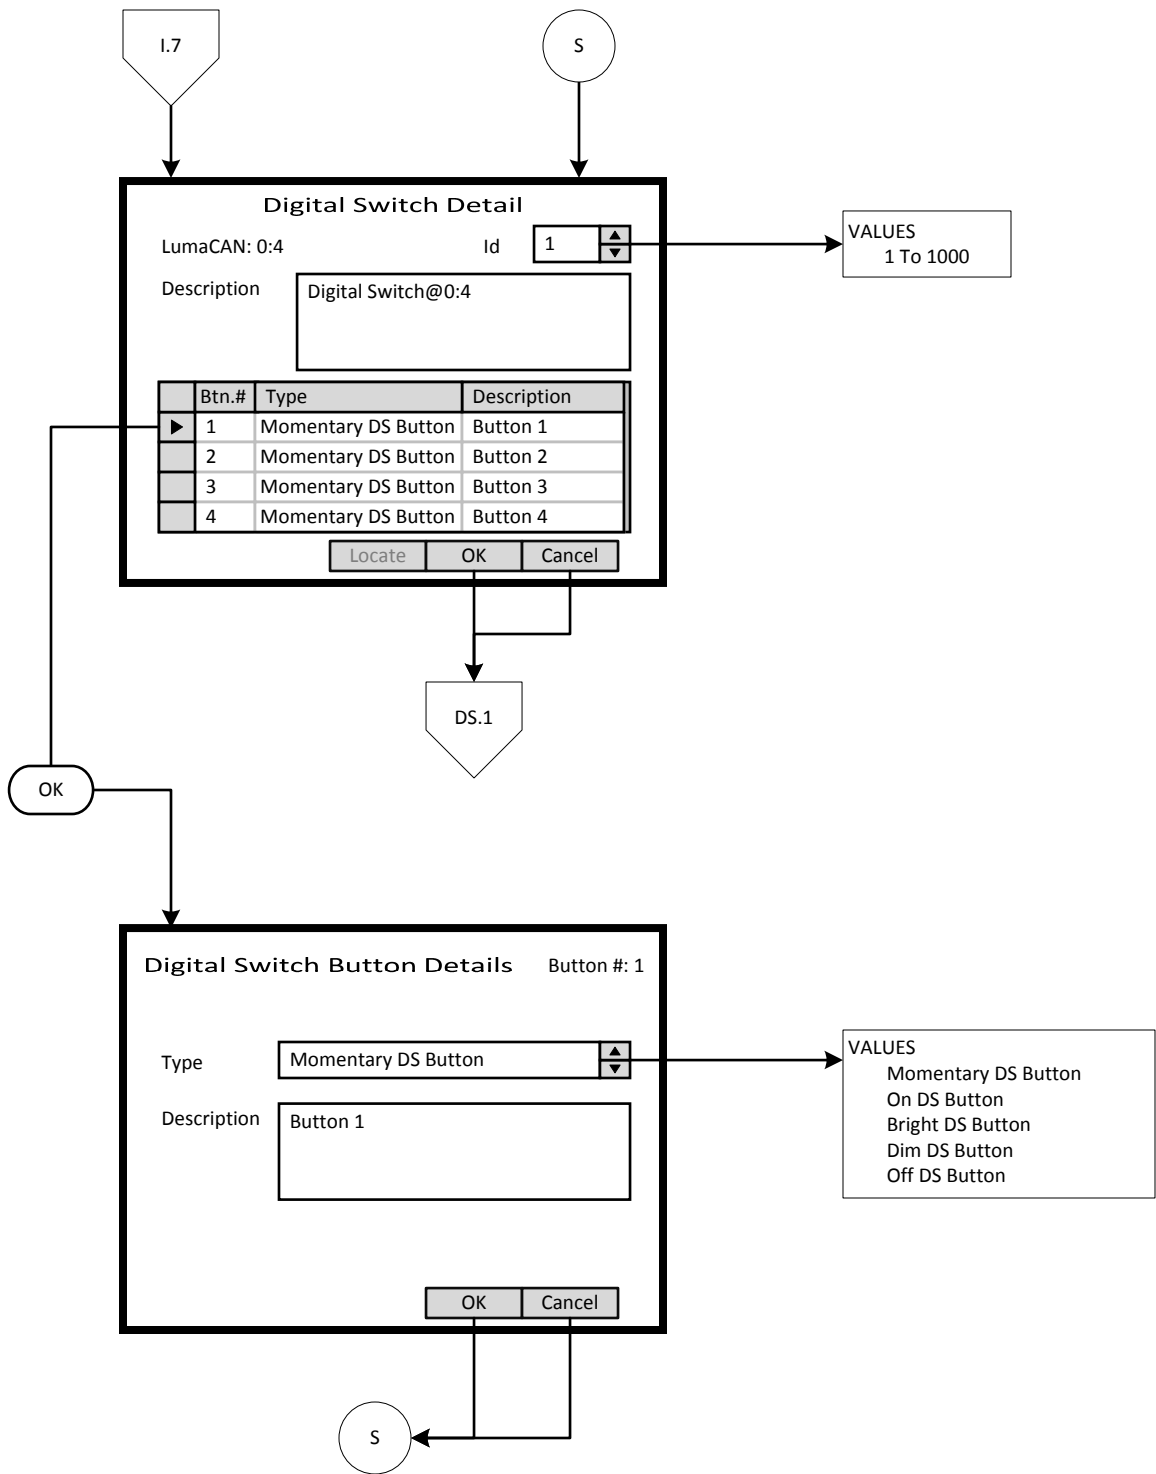 I.7
S
Digital Switch Detail
LumaCAN: 0:4 Id 1
VALUES
1 To 1000
Description Digital Switch@0:4
Btn.# Type Description
1 Momentary DS Button Button 1
2 Momentary DS Button Button 2
3 Momentary DS Button Button 3
4 Momentary DS Button Button 4
Locate OK Cancel
DS.1
OK
Digital Switch Button Details Button #: 1
Type Momentary DS Button
VALUES
Momentary DS Button
On DS Button
Bright DS Button
Dim DS Button
Off DS Button
Description Button 1
OK Cancel
S